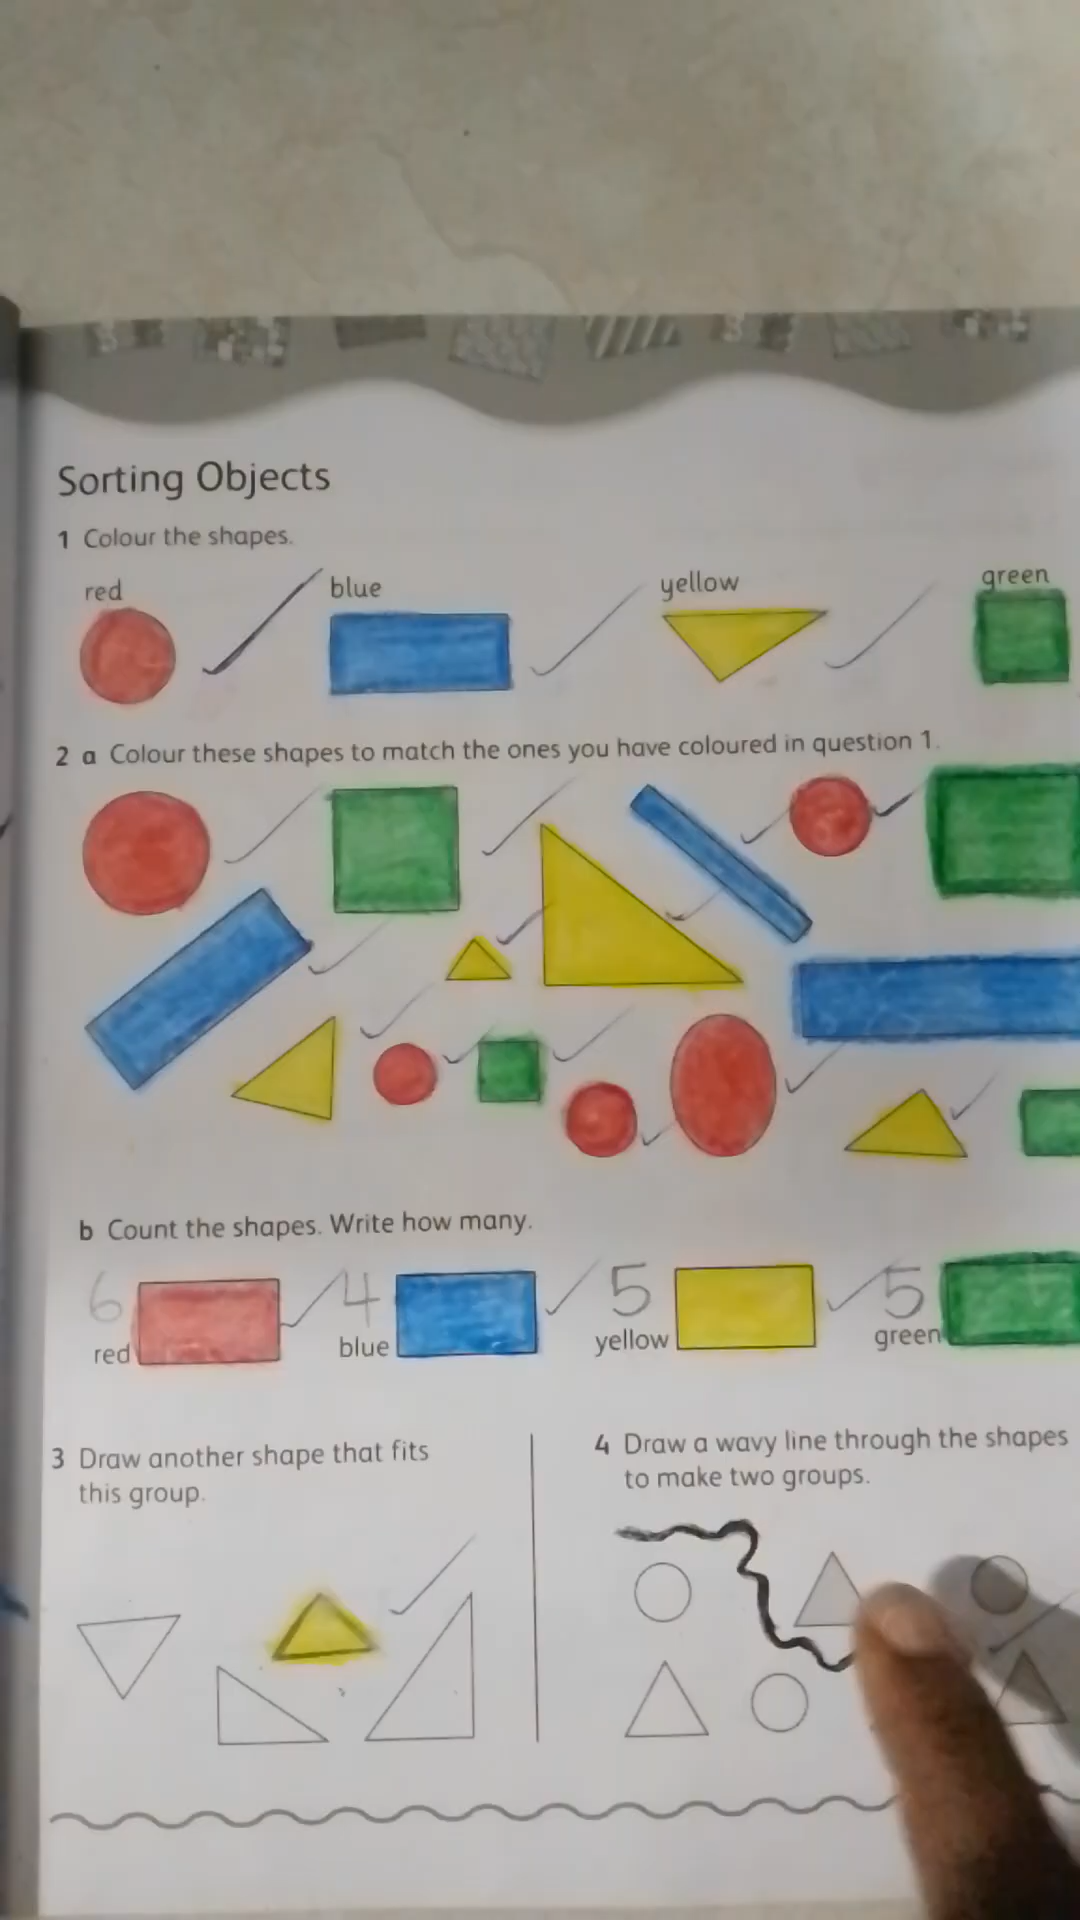 Sorting Objects
1 Colour the shapes.
red blue yellow green
2 a Colour these shapes to match the ones you have coloured in question 1.
b Count the shapes. Write how many.
6 4 5 5
red blue yellow green
3 Draw another shape that fits
this group.
4 Draw a wavy line through the shapes
to make two groups.